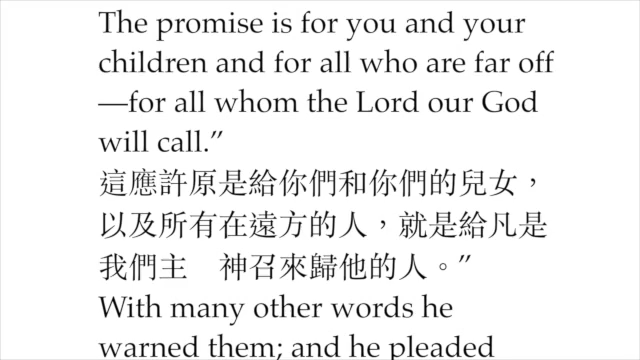 The promise is for you and your
children and for all who are far off
—for all whom the Lord our God
will call.”
這應許原是給你們和你們的兒女，
以及所有在遠方的人，就是給凡是
我們主　神召來歸他的人。”
With many other words he
warned them; and he pleaded